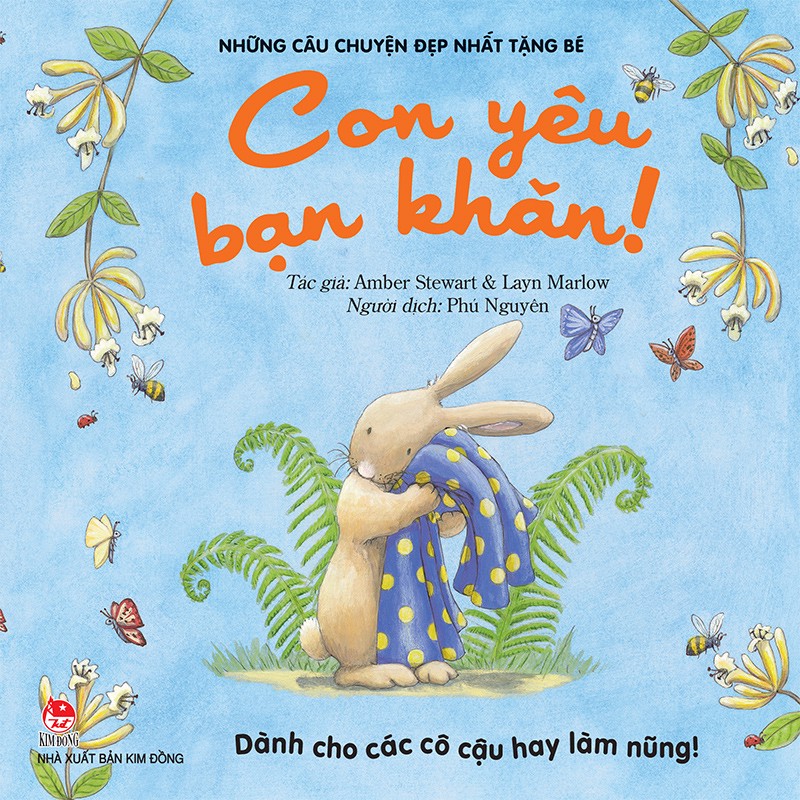 NHỮNG CÂU CHUYỆN ĐẸP NHẤT TẶNG BÉ
Con yêu
bạn khăn!
Tác giả: Amber Stewart & Layn Marlow
Người dịch: Phú Nguyên
Dành cho các cô cậu hay làm nũng!
kđ
KIM ĐỒNG
NHÀ XUẤT BẢN KIM ĐỒNG